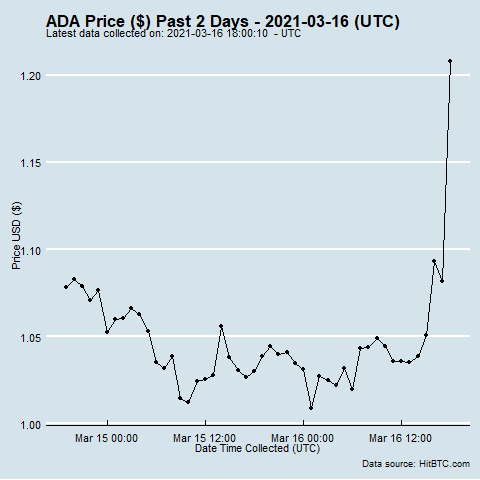 ADA Price ($) Past 2 Days - 2021-03-16 (UTC)
Latest data collected on: 2021-03-16 18:00:10 - UTC
1.20
1.15
1.10
1.05
1.00
Price USD ($)
Mar 15 00:00 Mar 15 12:00 Mar 16 00:00 Mar 16 12:00
Date Time Collected (UTC)
Data source: HitBTC.com